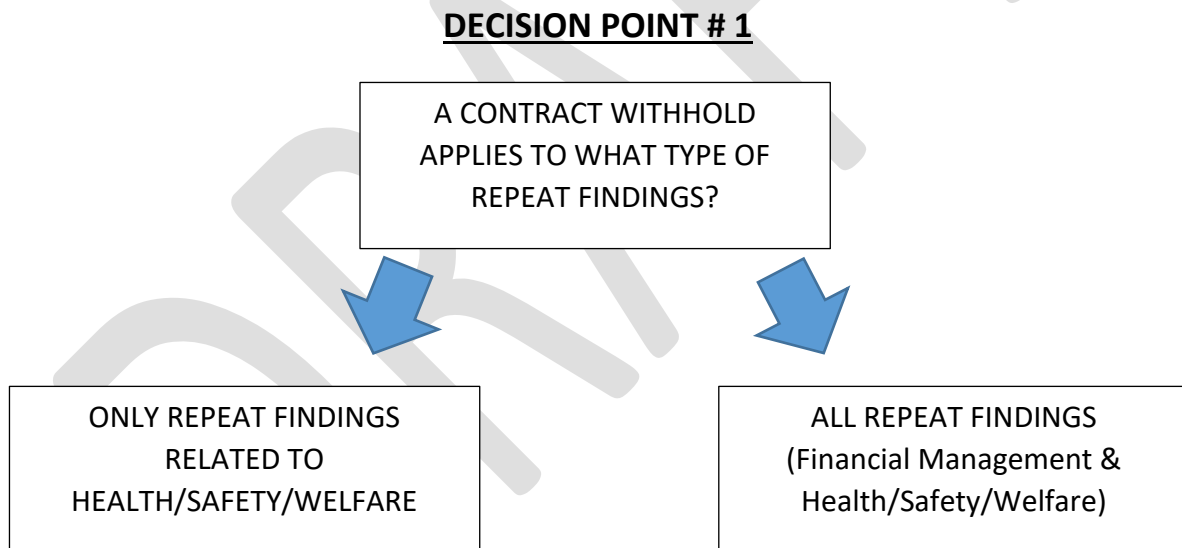 DECISION POINT # 1
A CONTRACT WITHHOLD
APPLIES TO WHAT TYPE OF
REPEAT FINDINGS?
ONLY REPEAT FINDINGS
RELATED TO
HEALTH/SAFETY/WELFARE
ALL REPEAT FINDINGS
(Financial Management &
Health/Safety/Welfare)